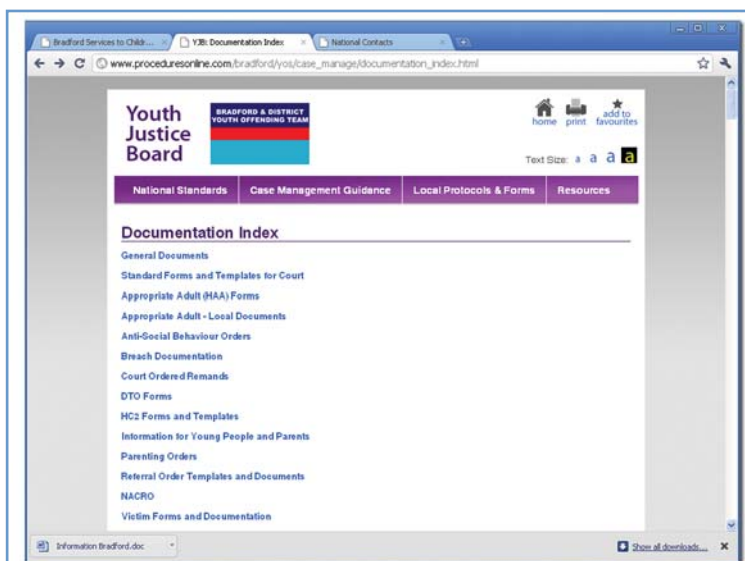 Bradford Services to Childr...
YJB: Documentation Index
National Contacts
www.proceduresonline.com/bradford/yos/case_manage/documentation_index.html
Youth
Justice
Board
BRADFORD & DISTRICT
YOUTH OFFENDING TEAM
home print add to
favourites
Text Size: a a a a
National Standards Case Management Guidance Local Protocols & Forms Resources
Documentation Index
General Documents
Standard Forms and Templates for Court
Appropriate Adult (HAA) Forms
Appropriate Adult - Local Documents
Anti-Social Behaviour Orders
Breach Documentation
Court Ordered Remands
DTO Forms
HC2 Forms and Templates
Information for Young People and Parents
Parenting Orders
Referral Order Templates and Documents
NACRO
Victim Forms and Documentation
Information Bradford.doc
Show all downloads...